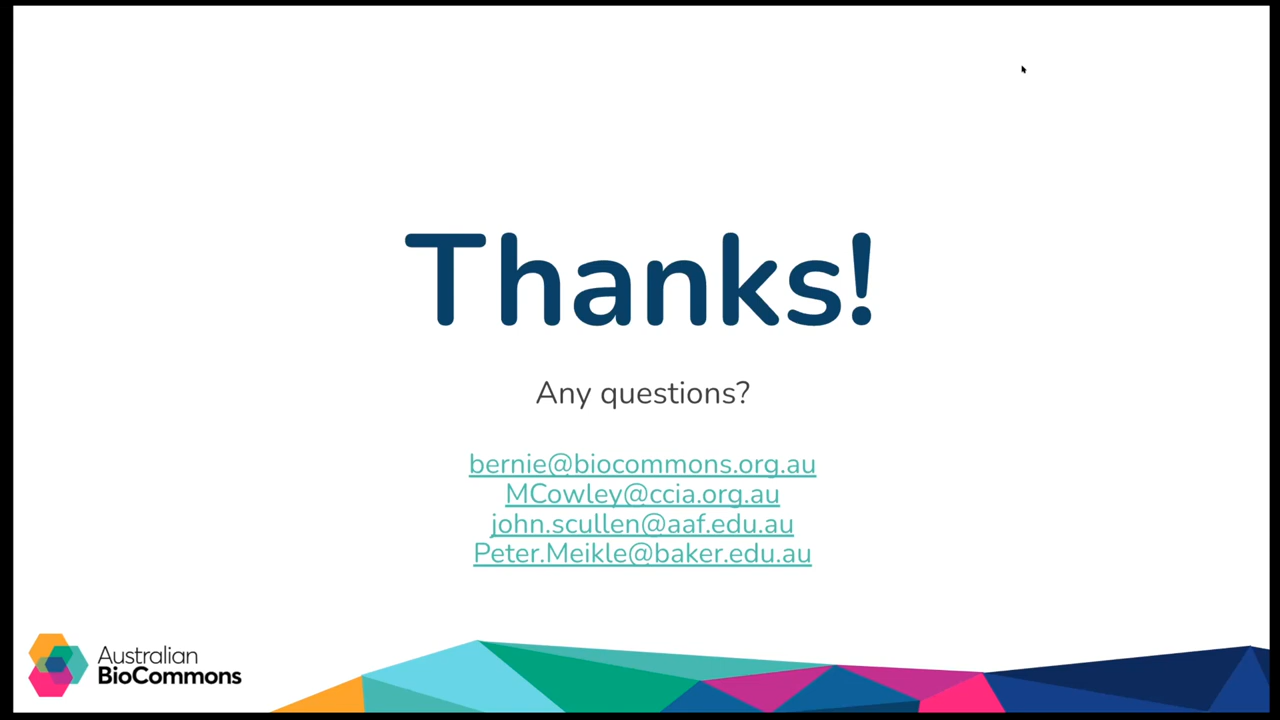 Thanks!
Any questions?
bernie@biocommons.org.au
MCowley@ccia.org.au
john.scullen@aaf.edu.au
Peter.Meikle@baker.edu.au
Australian
BioCommons